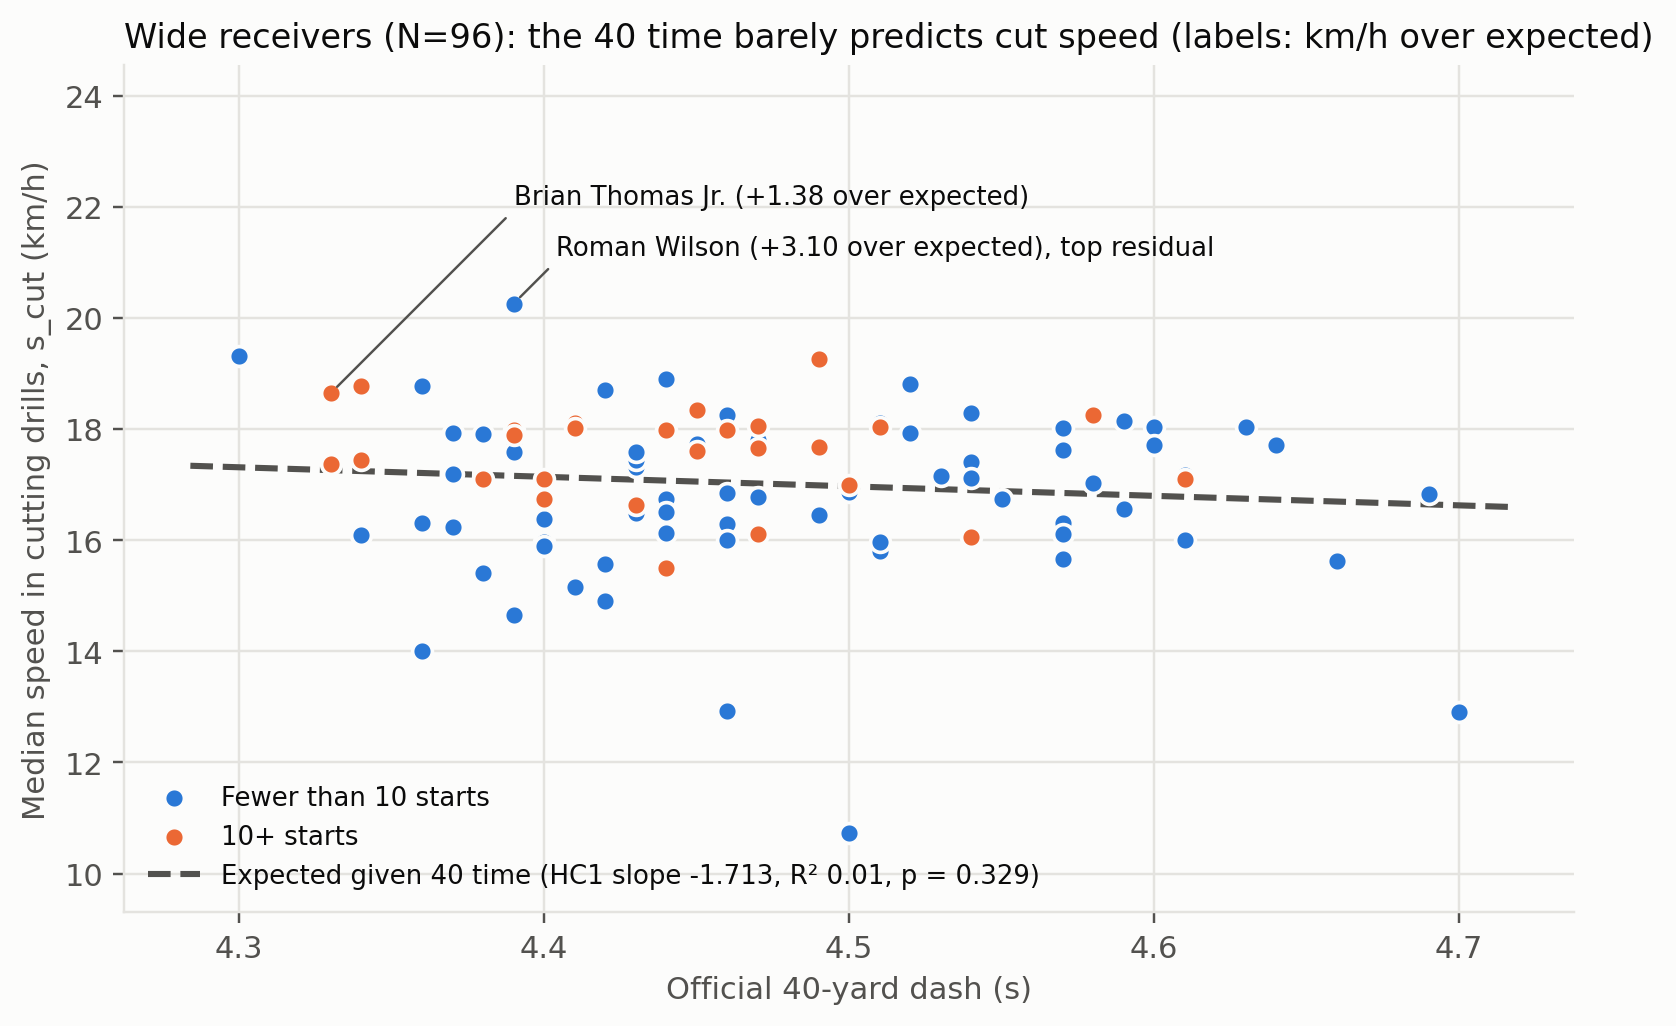 Wide receivers (N=96): the 40 time barely predicts cut speed (labels: km/h over expected)
Median speed in cutting drills, s_cut (km/h)
24
22
20
18
16
14
12
10
Brian Thomas Jr. (+1.38 over expected)
Roman Wilson (+3.10 over expected), top residual
Fewer than 10 starts
10+ starts
Expected given 40 time (HC1 slope -1.713, R² 0.01, p = 0.329)
4.3
4.4
4.5
4.6
4.7
Official 40-yard dash (s)